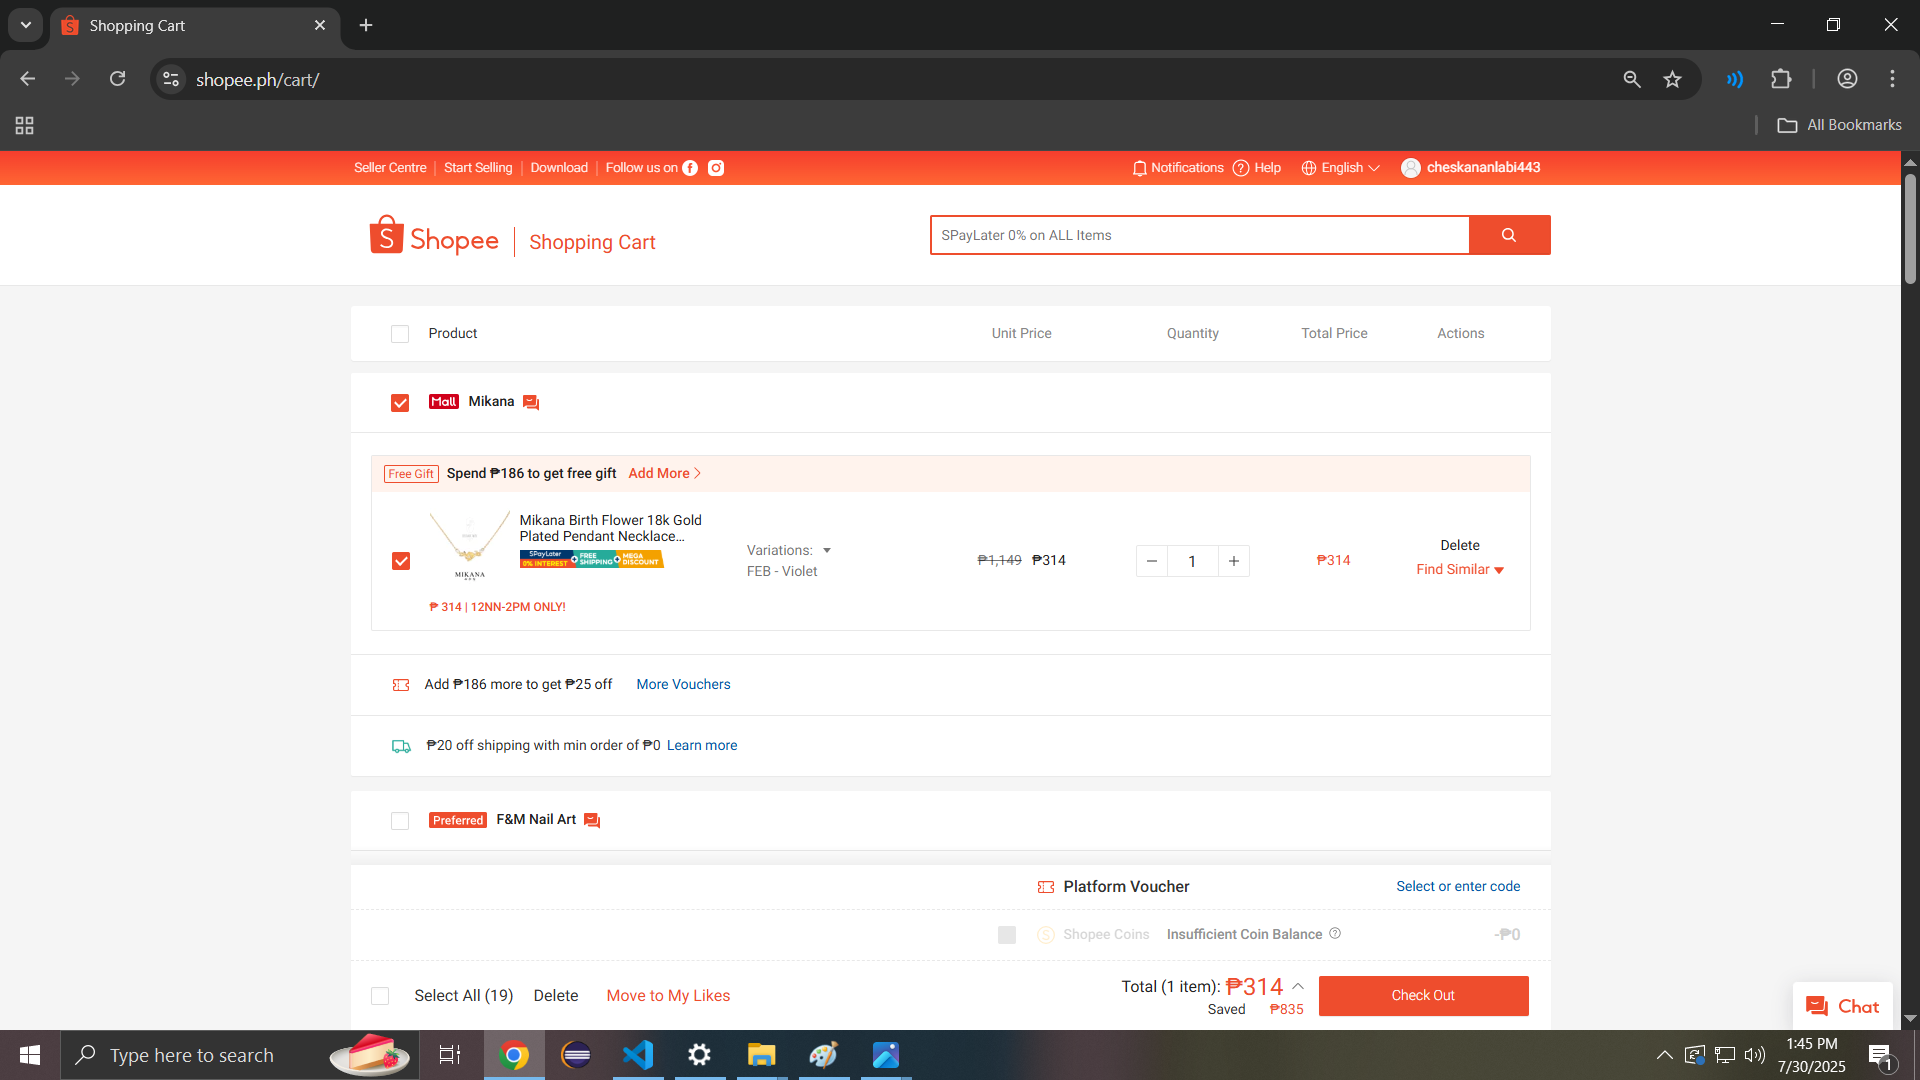 Shopping Cart
shopee.ph/cart/
All Bookmarks
Seller Centre | Start Selling | Download | Follow us on
Notifications Help English cheskananlabi443
Shopee | Shopping Cart
SPayLater 0% on ALL Items
Product Unit Price Quantity Total Price Actions
Mall Mikana
Free Gift Spend ₱186 to get free gift Add More
Mikana Birth Flower 18k Gold
Plated Pendant Necklace...
SPayLater
0% INTEREST + FREE SHIPPING + MEGA DISCOUNT
MIKANA
Variations:
FEB - Violet
₱1,149 ₱314
1
₱314
Delete
Find Similar
₱ 314 | 12NN-2PM ONLY!
Add ₱186 more to get ₱25 off More Vouchers
₱20 off shipping with min order of ₱0 Learn more
Preferred F&M Nail Art
Platform Voucher Select or enter code
Shopee Coins Insufficient Coin Balance -₱0
Select All (19) Delete Move to My Likes
Total (1 item): ₱314
Saved ₱835
Check Out
Chat
Type here to search
1:45 PM
7/30/2025
1